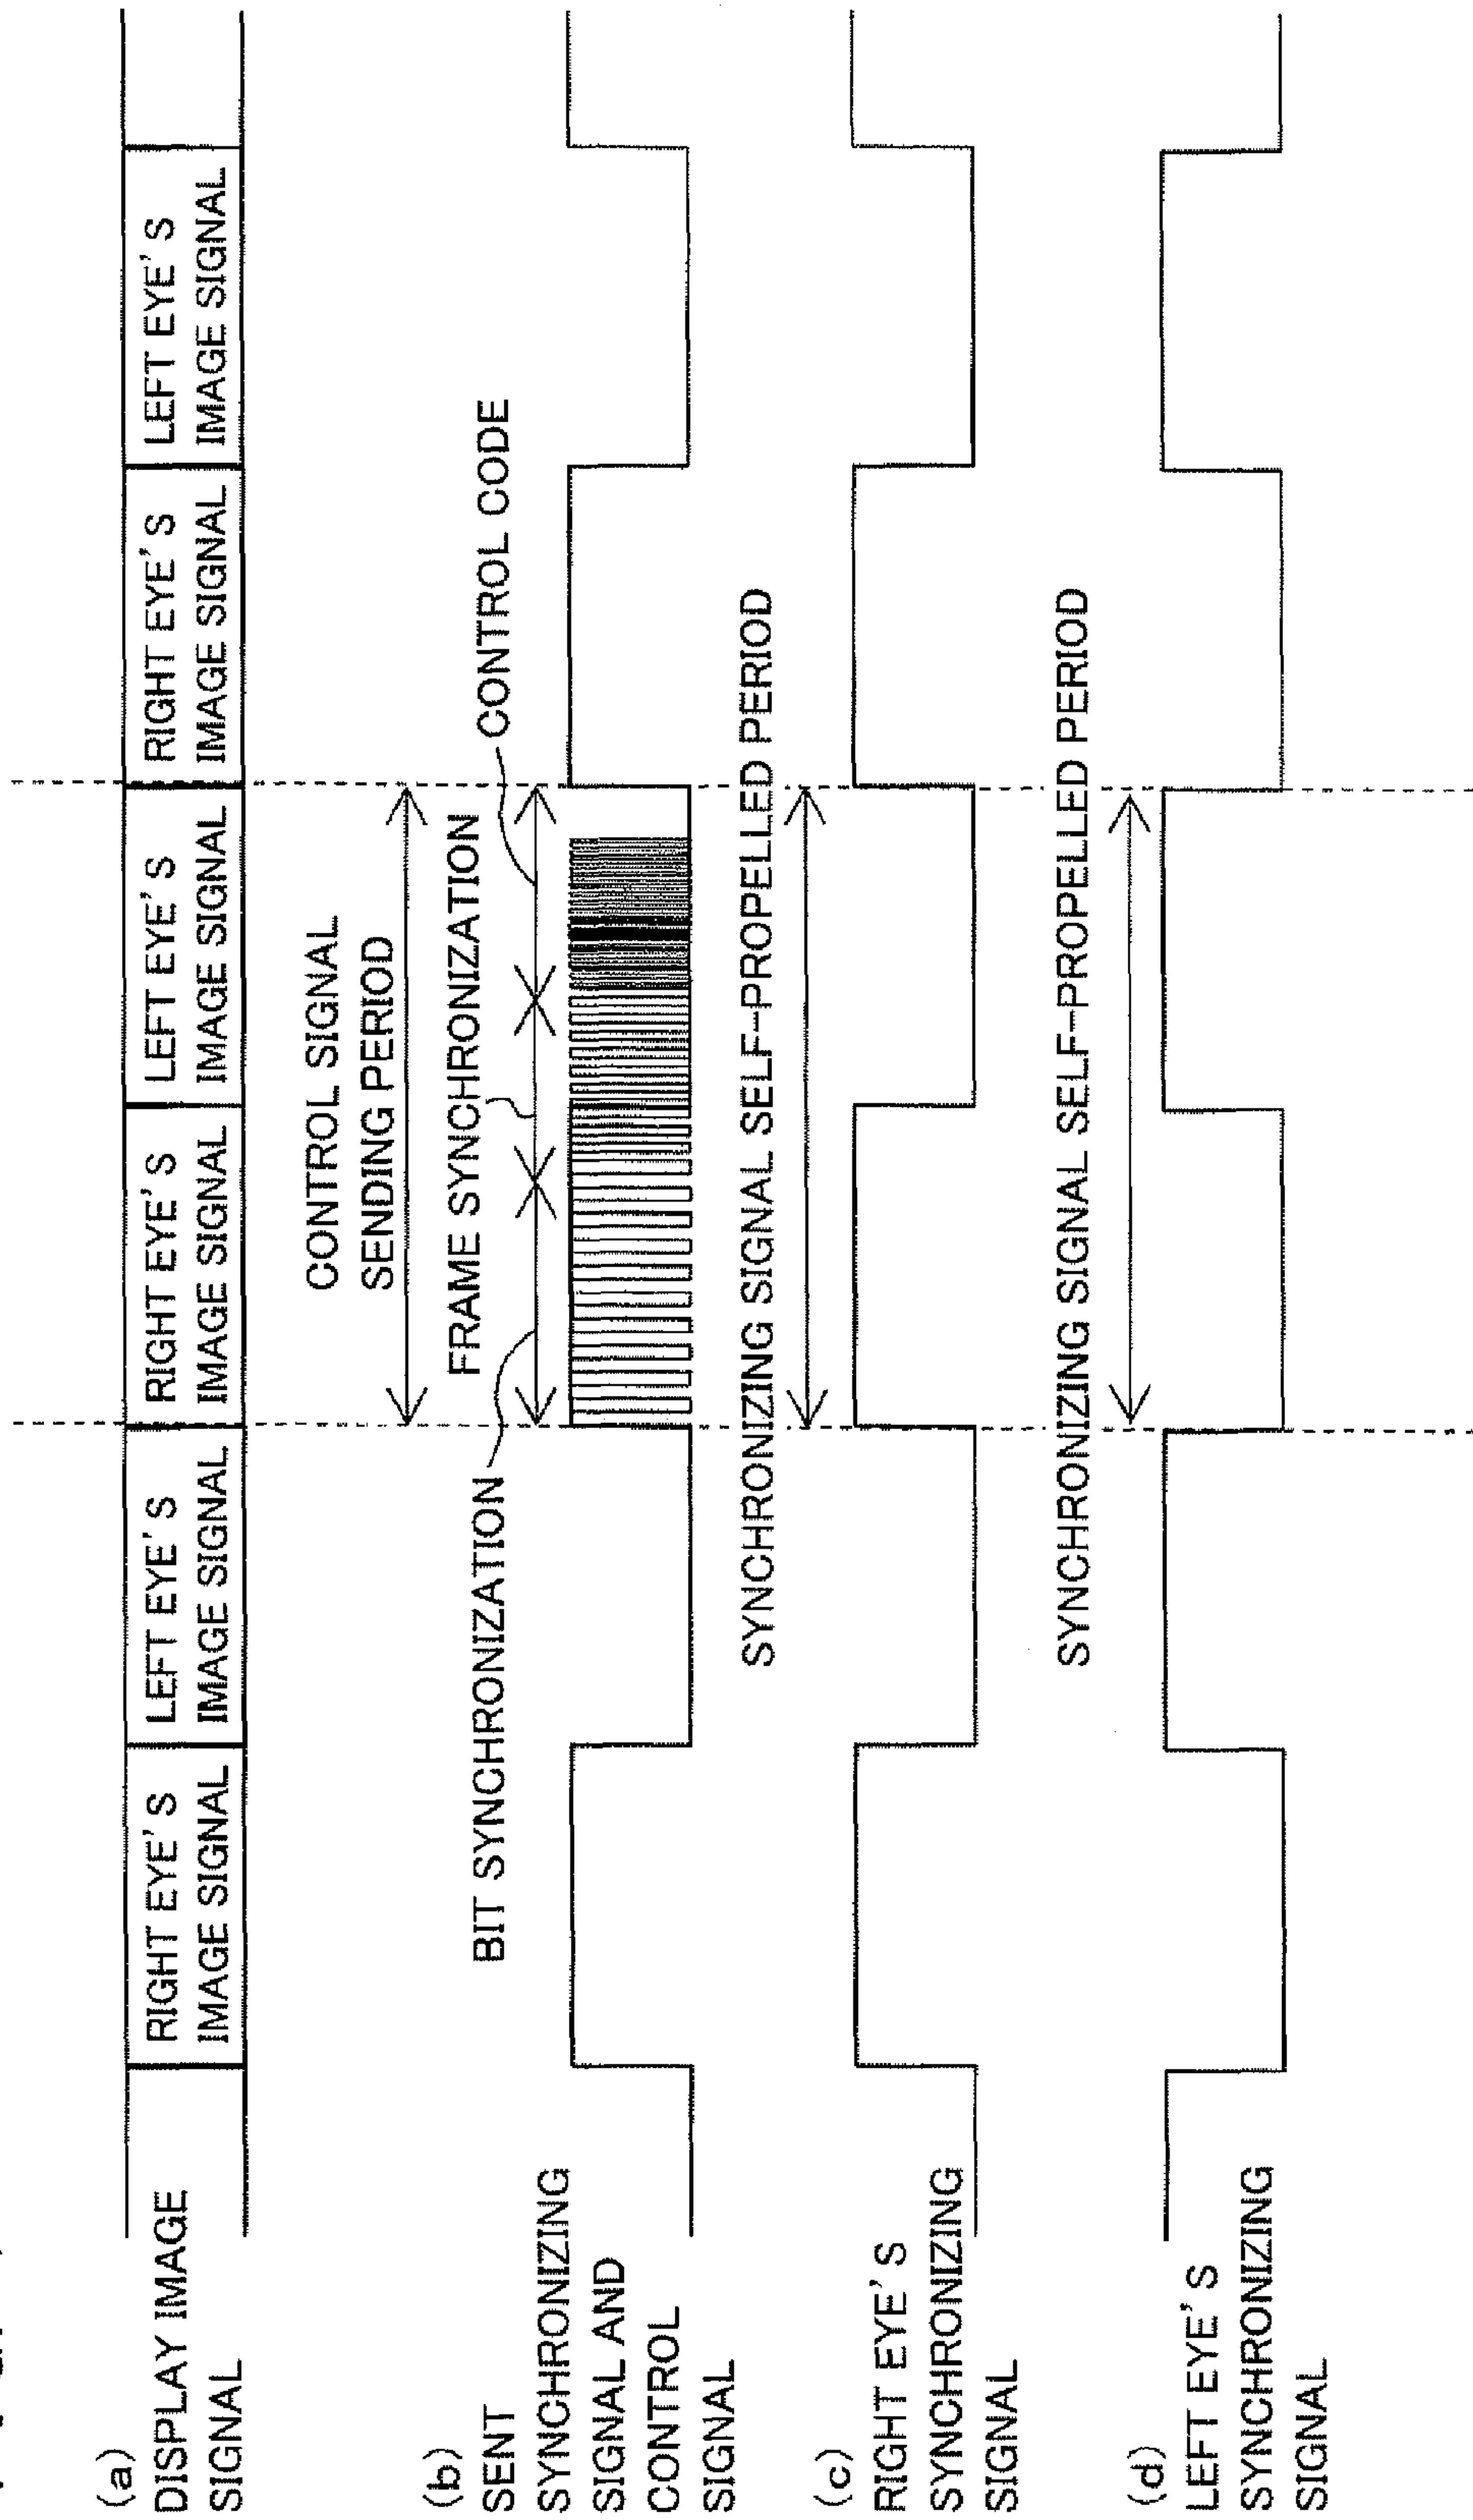 (a)
DISPLAY IMAGE
SIGNAL
RIGHT EYE'S
IMAGE SIGNAL
LEFT EYE'S
IMAGE SIGNAL
RIGHT EYE'S
IMAGE SIGNAL
LEFT EYE'S
IMAGE SIGNAL
RIGHT EYE'S
IMAGE SIGNAL
LEFT EYE'S
IMAGE SIGNAL
CONTROL SIGNAL
SENDING PERIOD
(b)
SENT
SYNCHRONIZING
SIGNAL AND
CONTROL
SIGNAL
BIT SYNCHRONIZATION
FRAME SYNCHRONIZATION
CONTROL CODE
SYNCHRONIZING SIGNAL SELF-PROPELLED PERIOD
(c)
RIGHT EYE'S
SYNCHRONIZING
SIGNAL
SYNCHRONIZING SIGNAL SELF-PROPELLED PERIOD
(d)
LEFT EYE'S
SYNCHRONIZING
SIGNAL